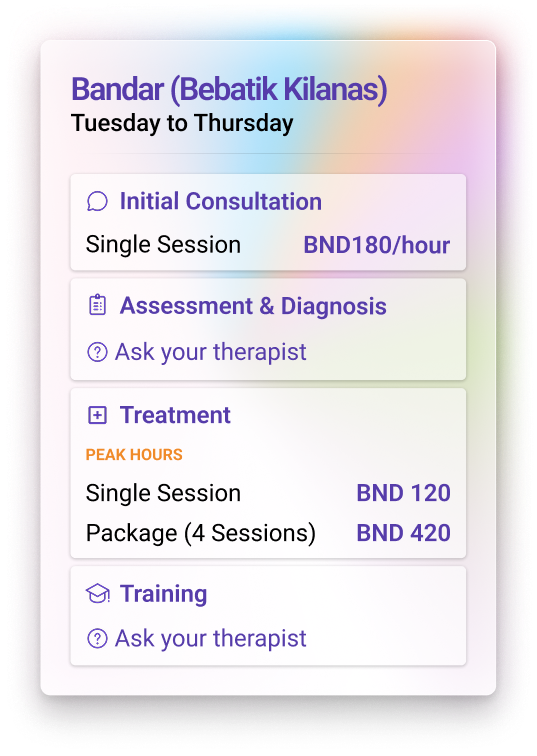 Bandar (Bebatik Kilanas)
Tuesday to Thursday
Initial Consultation
Single Session BND180/hour
Assessment & Diagnosis
Ask your therapist
Treatment
PEAK HOURS
Single Session BND 120
Package (4 Sessions) BND 420
Training
Ask your therapist